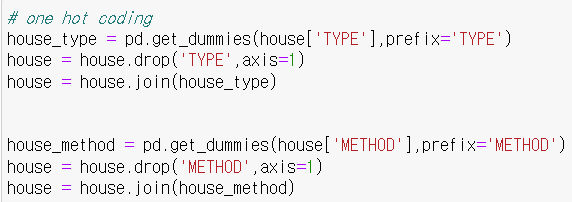 # one hot coding
house_type = pd.get_dummies(house['TYPE'],prefix='TYPE')
house = house.drop('TYPE',axis=1)
house = house.join(house_type)
house_method = pd.get_dummies(house['METHOD'],prefix='METHOD')
house = house.drop('METHOD',axis=1)
house = house.join(house_method)